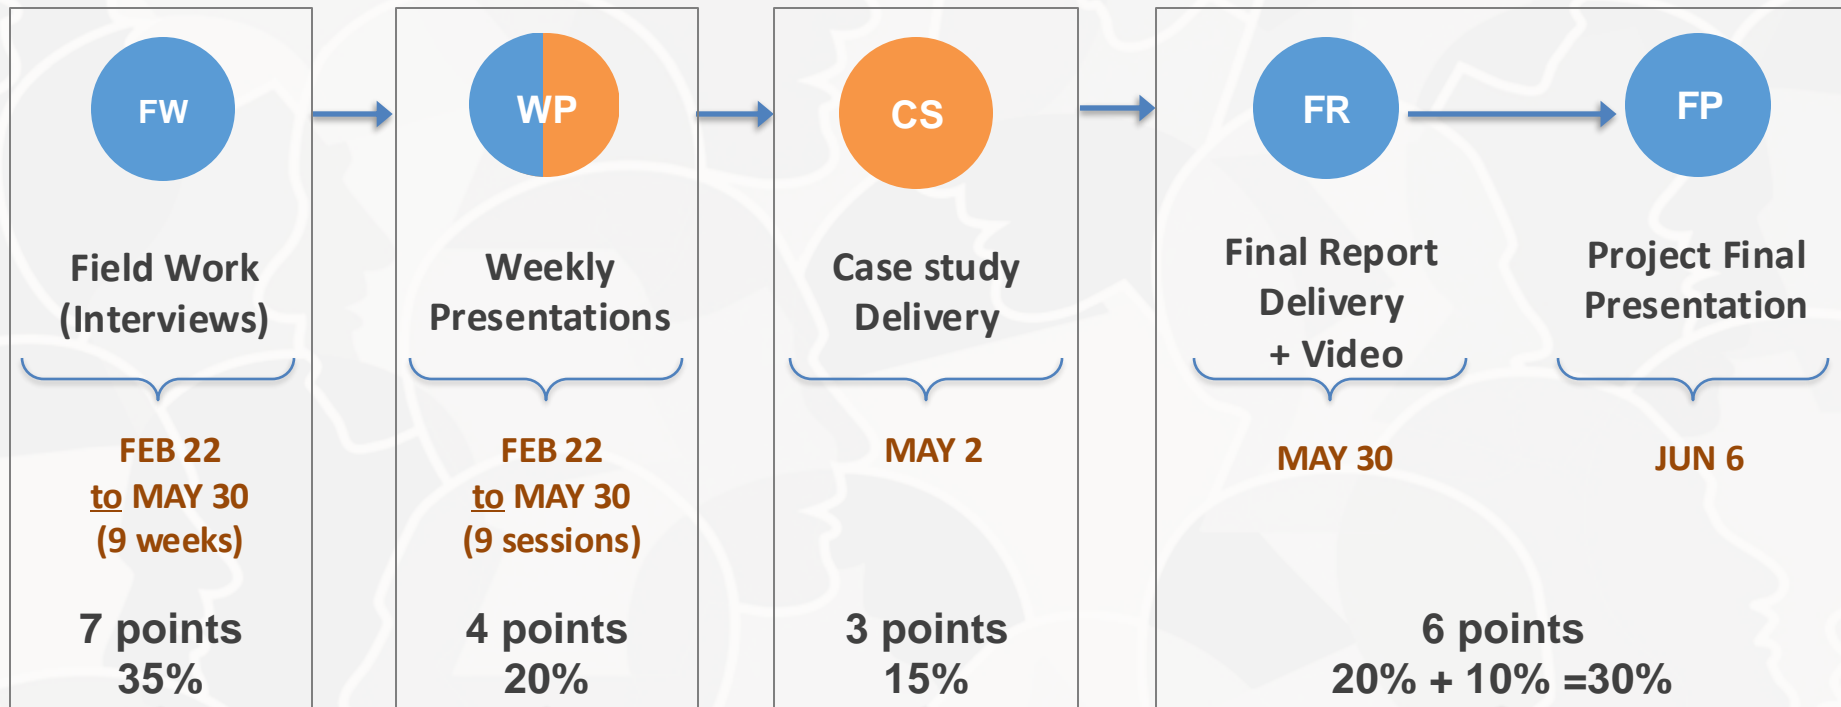 FW
Field Work
(Interviews)
FEB 22
to MAY 30
(9 weeks)
7 points
35%
WP
Weekly
Presentations
FEB 22
to MAY 30
(9 sessions)
4 points
20%
CS
Case study
Delivery
MAY 2
3 points
15%
FR
Final Report
Delivery
+ Video
MAY 30
FP
Project Final
Presentation
JUN 6
6 points
20% + 10% =30%